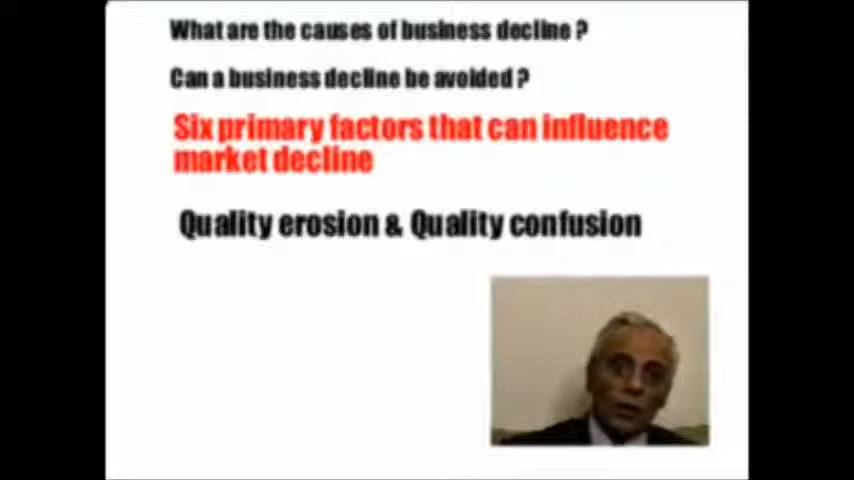 What are the causes of business decline ?
Can a business decline be avoided ?
Six primary factors that can influence
market decline
Quality erosion & Quality confusion